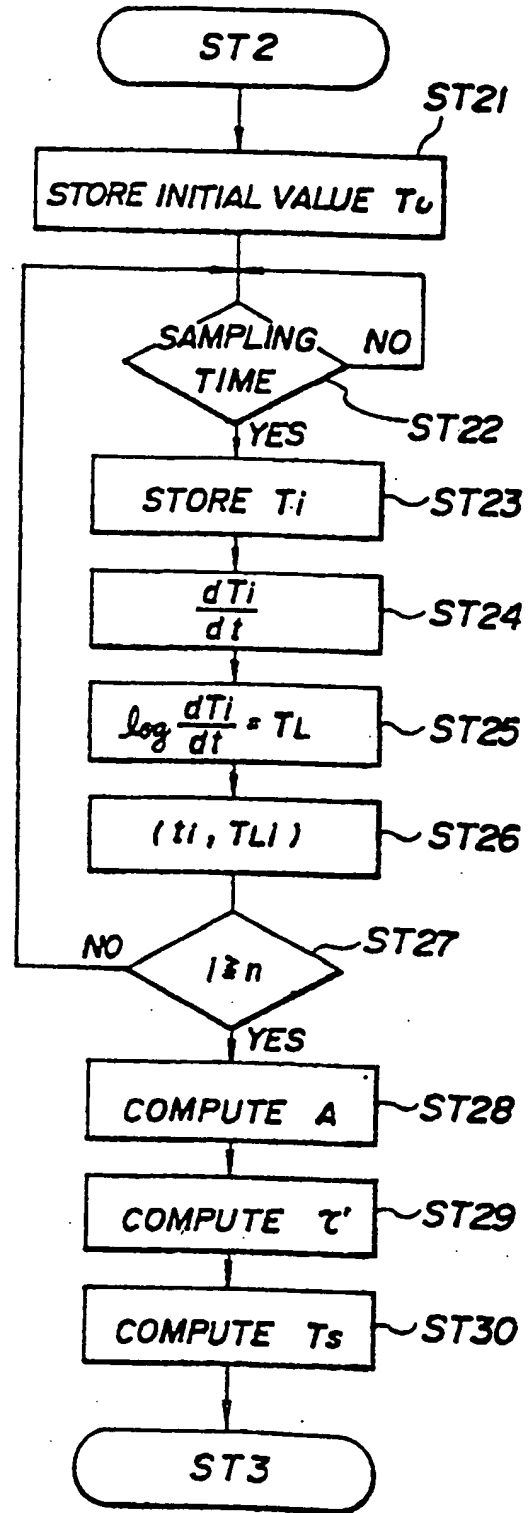 ST2
ST21
STORE INITIAL VALUE To
SAMPLING
TIME
NO
ST22
YES
STORE Ti
ST23
dTi
dt
ST24
log dTi/dt = TL
ST25
(ti, TLi)
ST26
NO
i≧n
ST27
YES
COMPUTE A
ST28
COMPUTE τ'
ST29
COMPUTE Ts
ST30
ST3